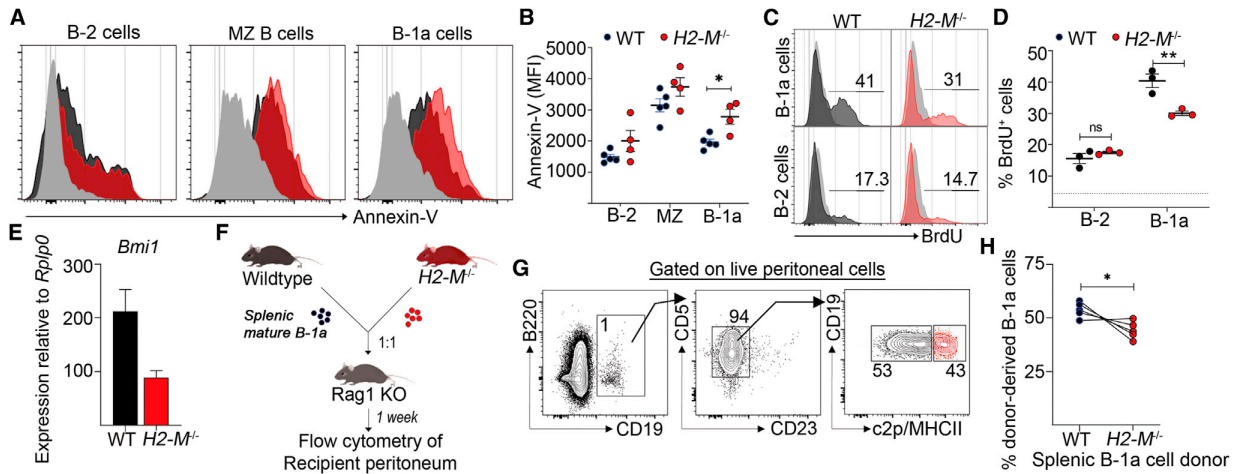 A
B-2 cells
MZ B cells
B-1a cells
Annexin-V
B
WT
H2-M-/-
Annexin-V (MFI)
5000
4000
3000
2000
1000
*
B-2
MZ
B-1a
C
WT
H2-M-/-
B-1a cells
41
31
B-2 cells
17.3
14.7
BrdU
D
WT
H2-M-/-
% BrdU+ cells
50
40
30
20
10
ns
**
B-2
B-1a
E
Bmi1
Expression relative to Rplp0
300
200
100
WT
H2-M-/-
F
Wildtype
H2-M-/-
Splenic
mature B-1a
1:1
Rag1 KO
1 week
Flow cytometry of
Recipient peritoneum
G
Gated on live peritoneal cells
B220
1
CD19
CD5
94
CD23
CD19
53
43
c2p/MHCII
H
% donor-derived B-1a cells
100
75
50
25
*
WT
H2-M-/-
Splenic B-1a cell donor